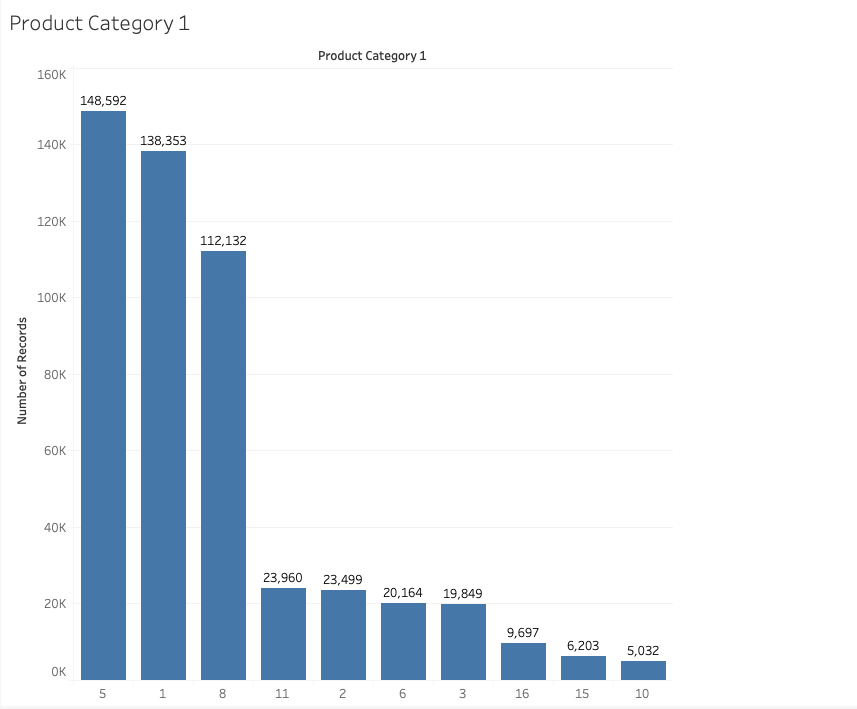 Product Category 1
Product Category 1
160K
148,592
138,353
140K
120K
112,132
100K
Number of Records
80K
60K
40K
23,960
23,499
20,164
19,849
20K
9,697
6,203
5,032
0K
5 1 8 11 2 6 3 16 15 10